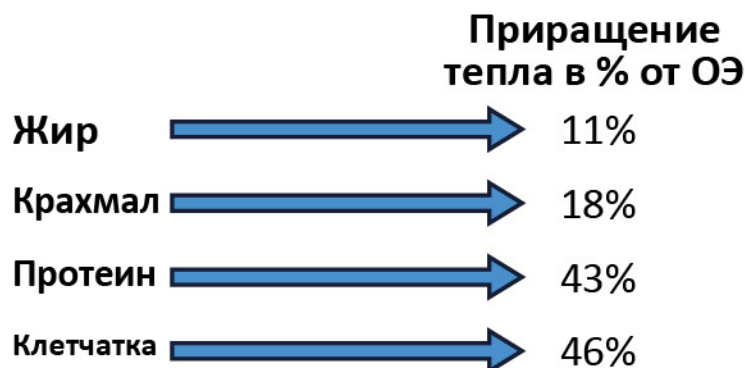 Приращение
тепла в % от ОЭ
Жир 11%
Крахмал 18%
Протеин 43%
Клетчатка 46%